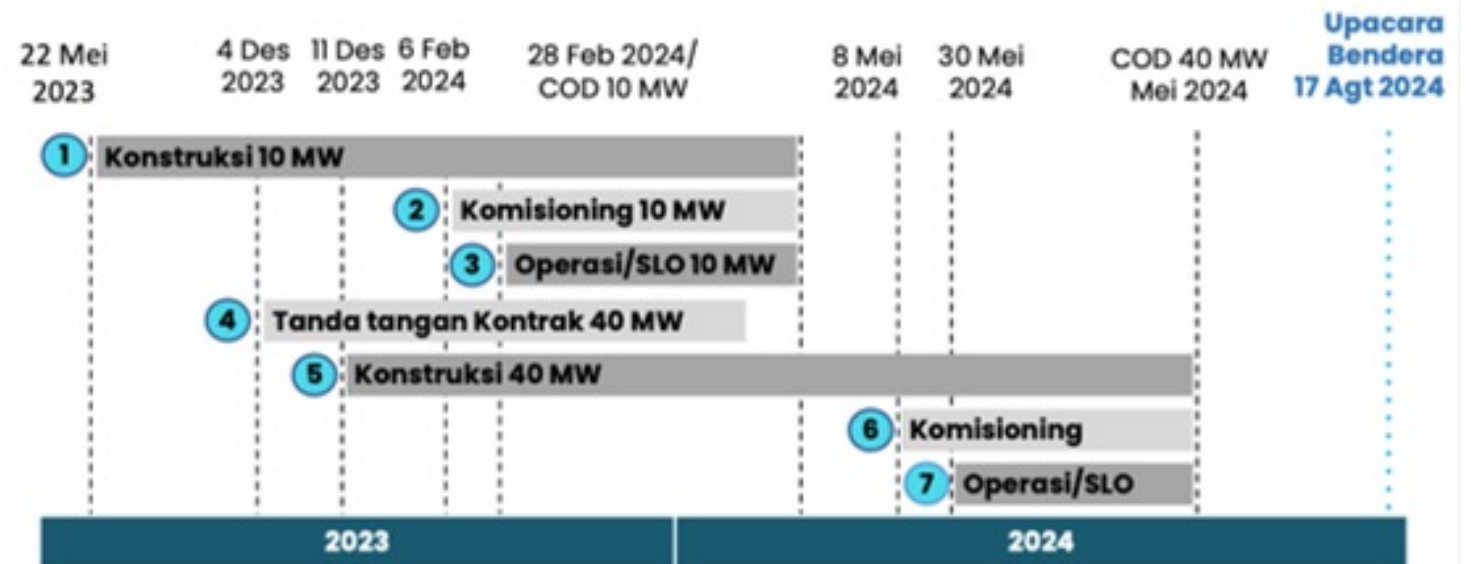 22 Mei
2023
4 Des
2023
11 Des
2023
6 Feb
2024
28 Feb 2024/
COD 10 MW
8 Mei
2024
30 Mei
2024
COD 40 MW
Mei 2024
Upacara
Bendera
17 Agt 2024
1 Konstruksi 10 MW
2 Komisioning 10 MW
3 Operasi/SLO 10 MW
4 Tanda tangan Kontrak 40 MW
5 Konstruksi 40 MW
6 Komisioning
7 Operasi/SLO
2023 2024